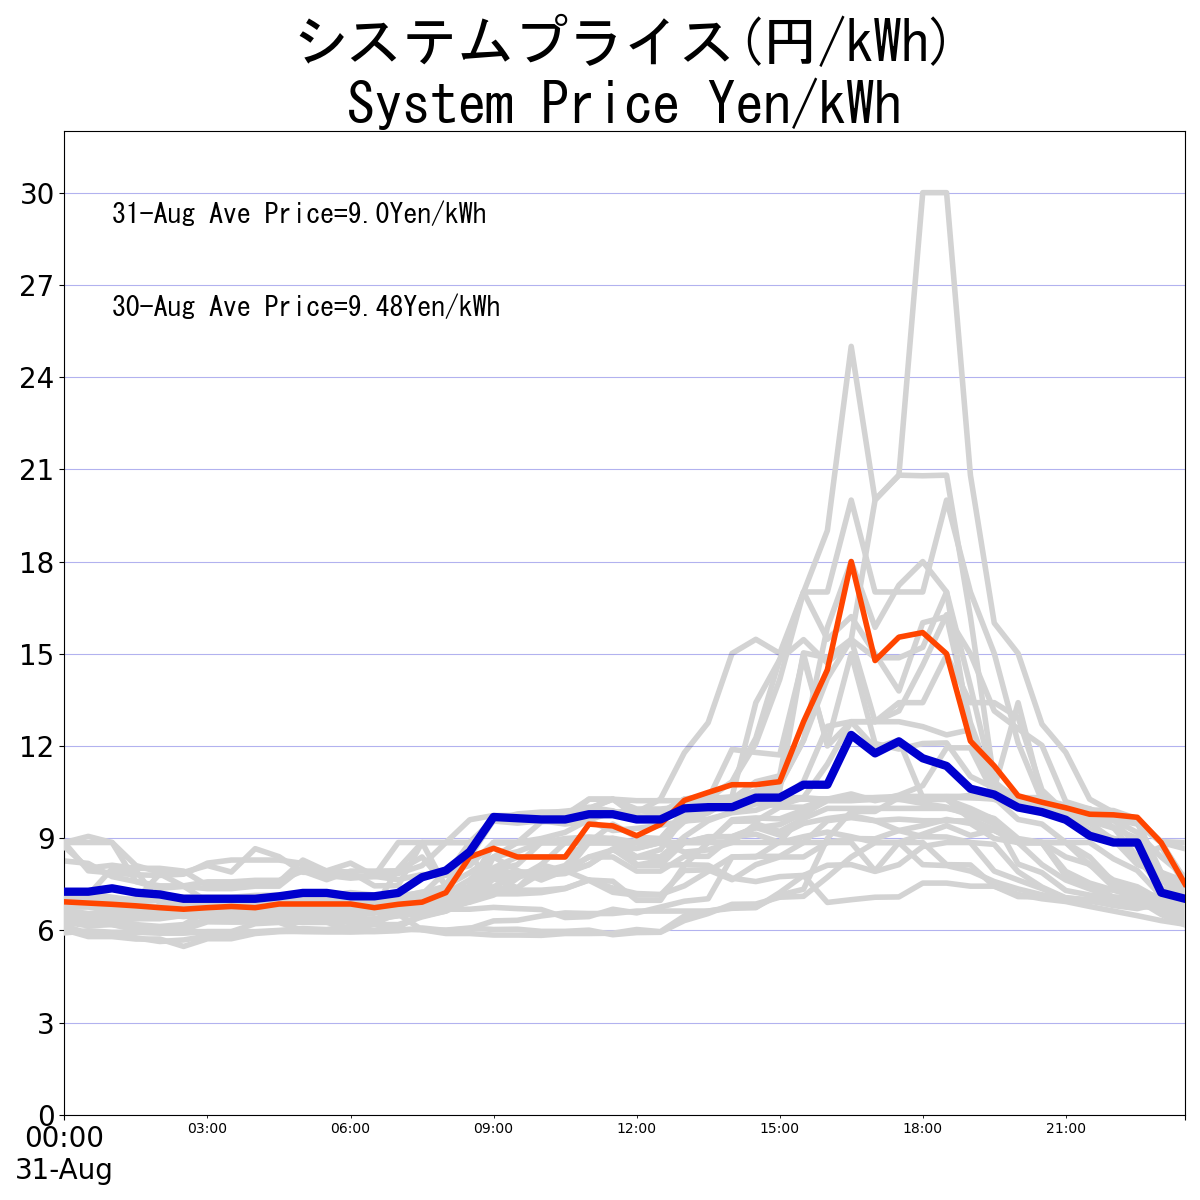 システムプライス(円/kWh)
System Price Yen/kWh
30
31-Aug Ave Price=9.0Yen/kWh
27
30-Aug Ave Price=9.48Yen/kWh
24
21
18
15
12
9
6
3
0
00:00 03:00 06:00 09:00 12:00 15:00 18:00 21:00
31-Aug